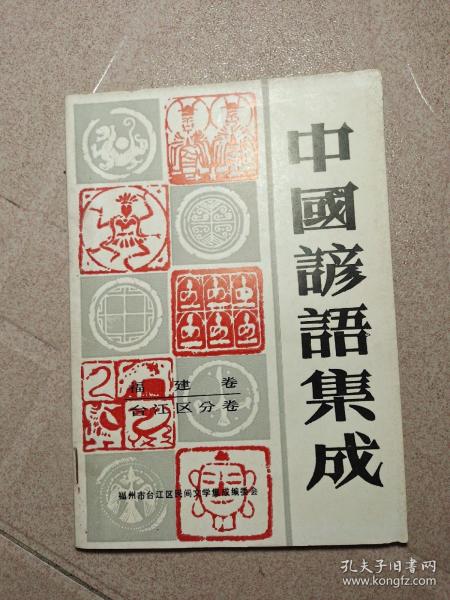 中國諺語集成
福建卷
台江区分卷
福州市台江区民间文学集成编委会
孔夫子旧书网
www.kongfz.com